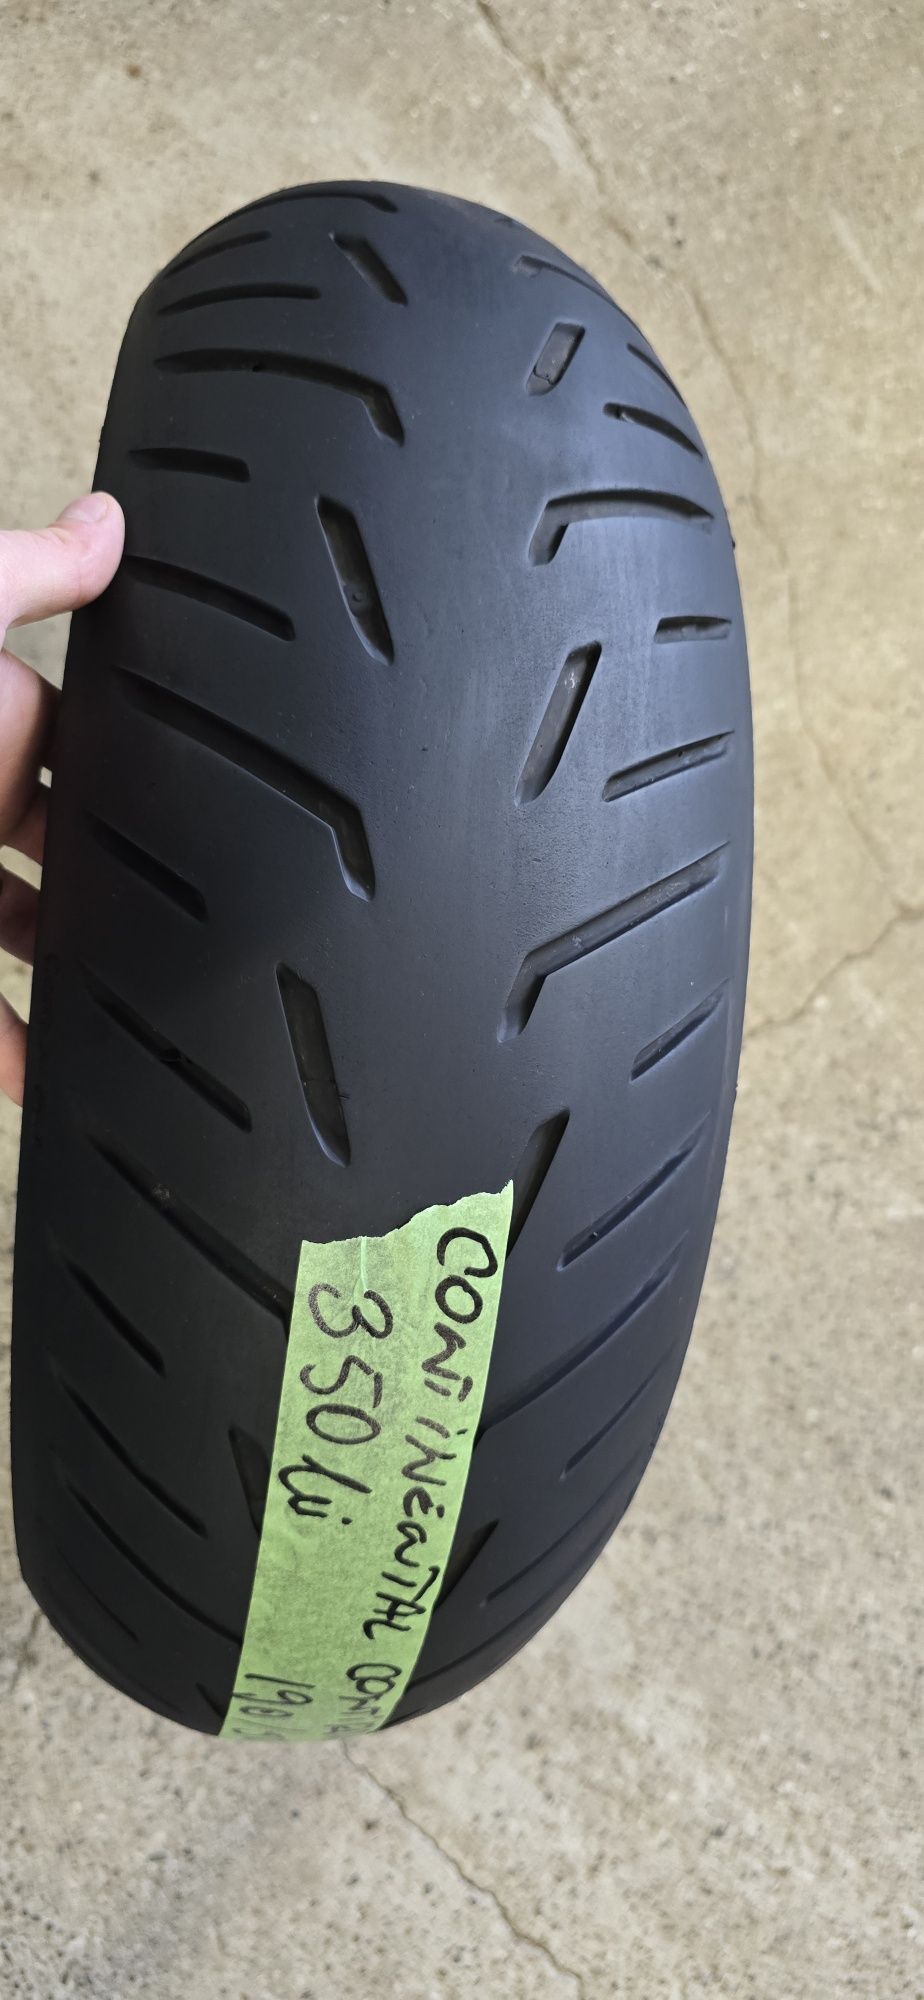 CONTINENTAL CONTI
350 lei
190/